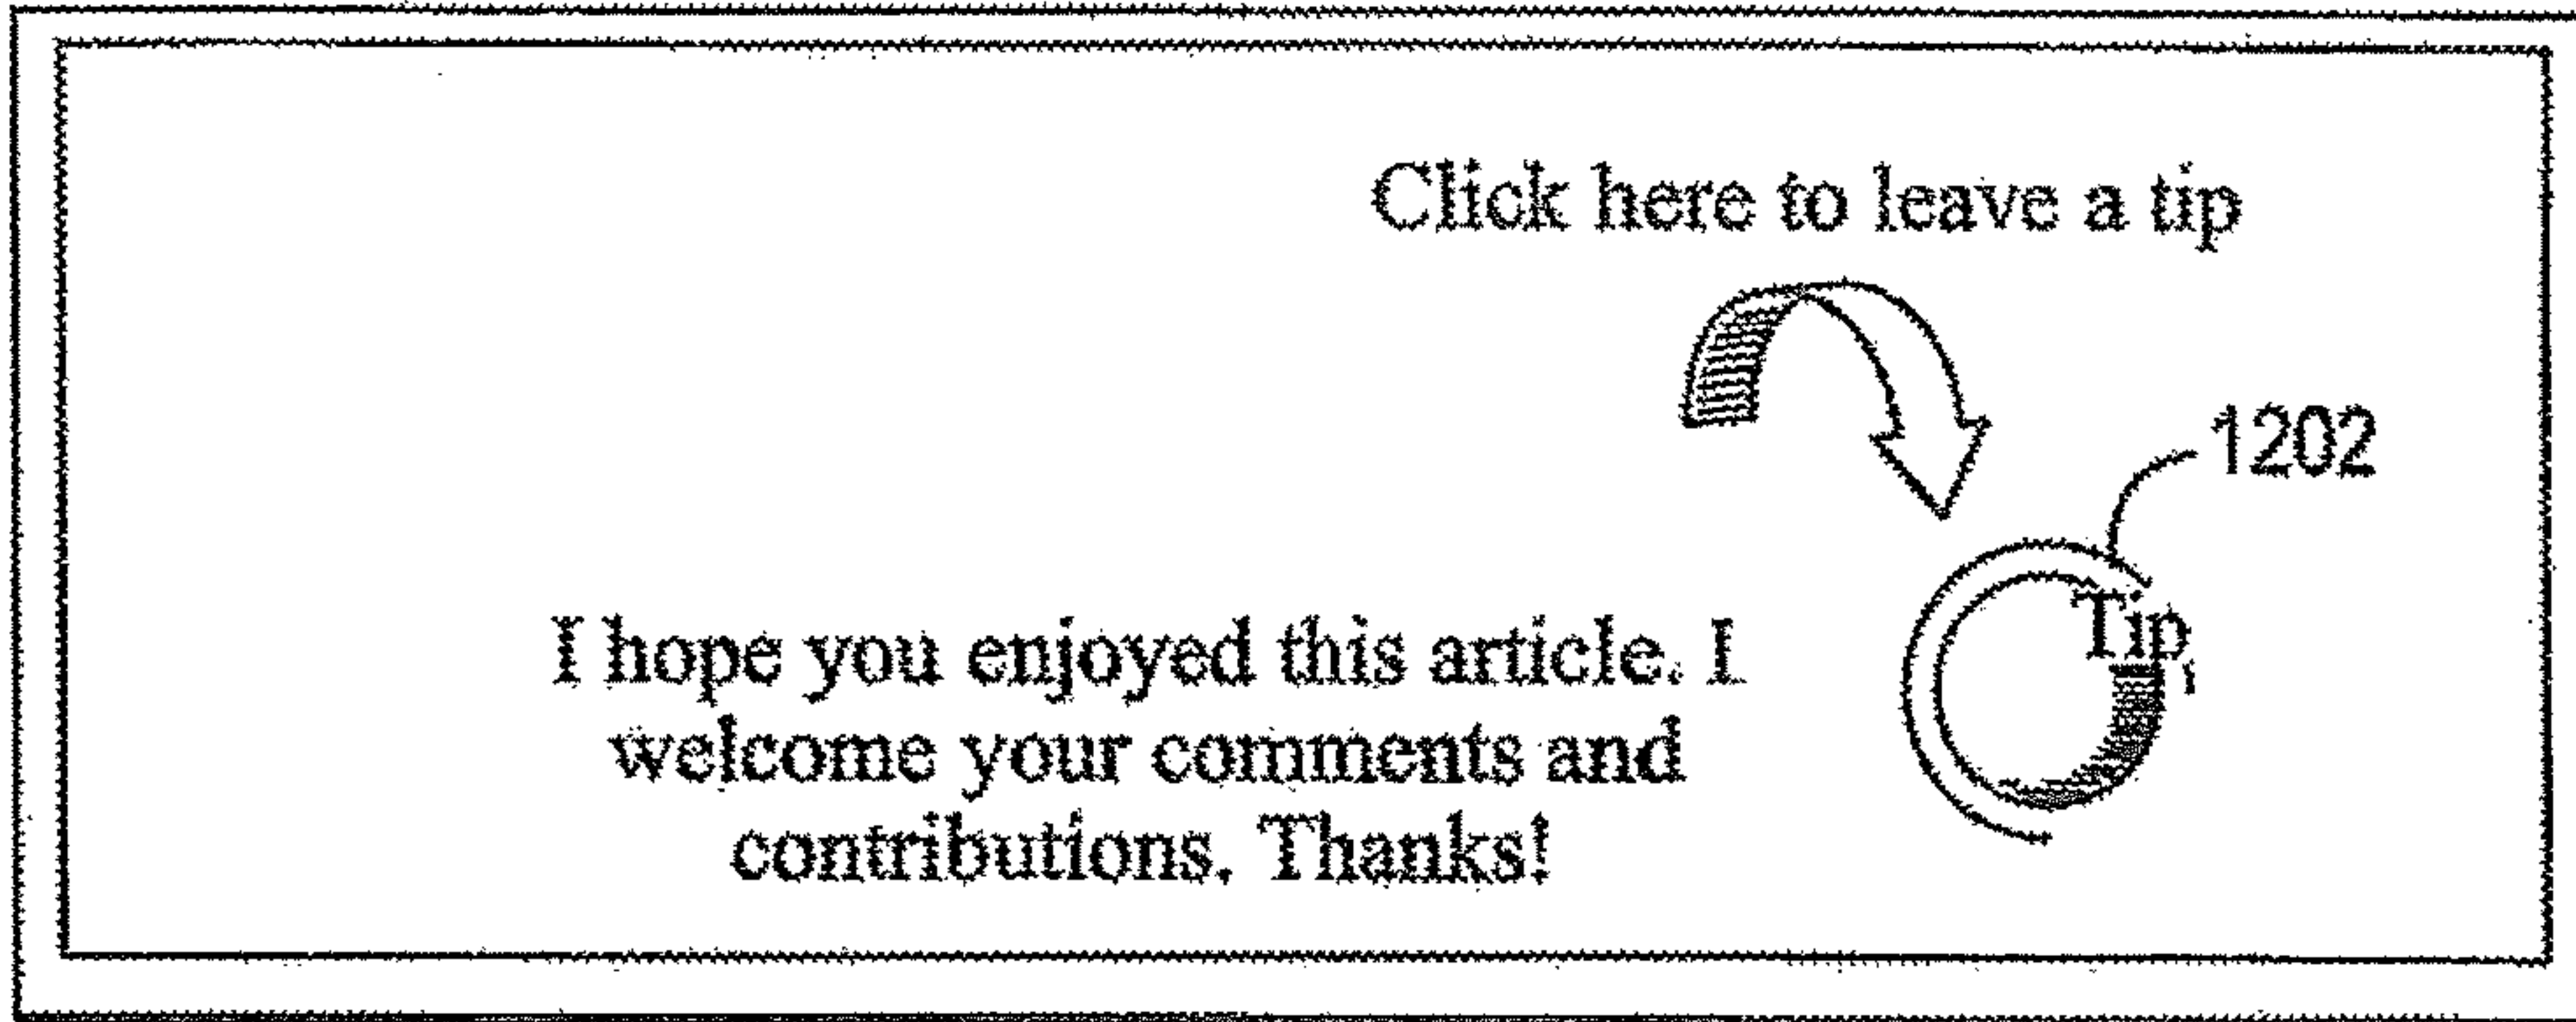 Click here to leave a tip
1202
Tip
I hope you enjoyed this article. I
welcome your comments and
contributions. Thanks!